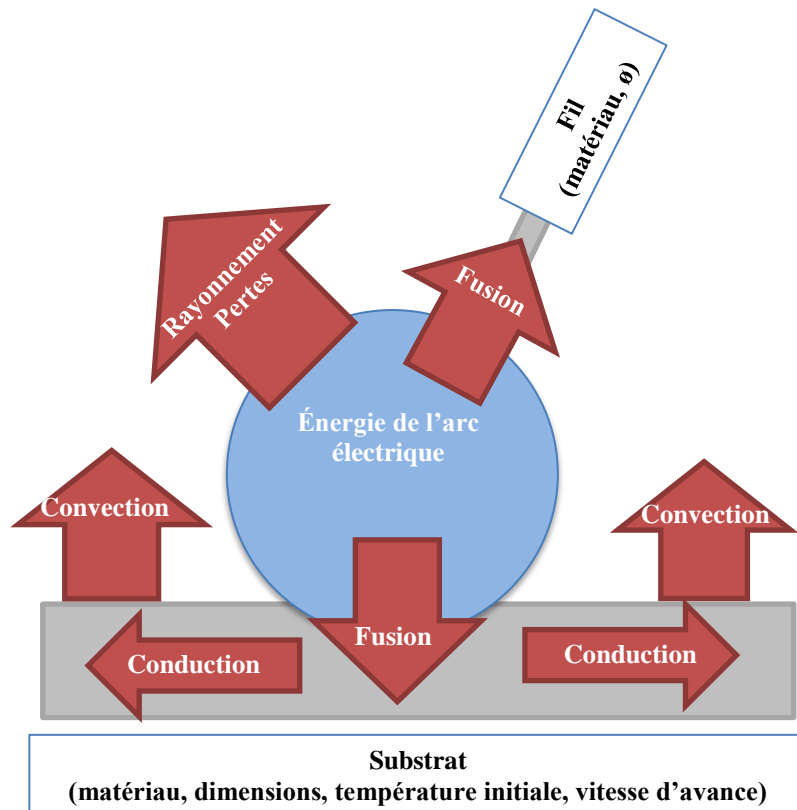 Fil
(matériau, ø)
Rayonnement
Pertes
Fusion
Énergie de l’arc
électrique
Convection
Convection
Fusion
Conduction
Conduction
Substrat
(matériau, dimensions, température initiale, vitesse d’avance)